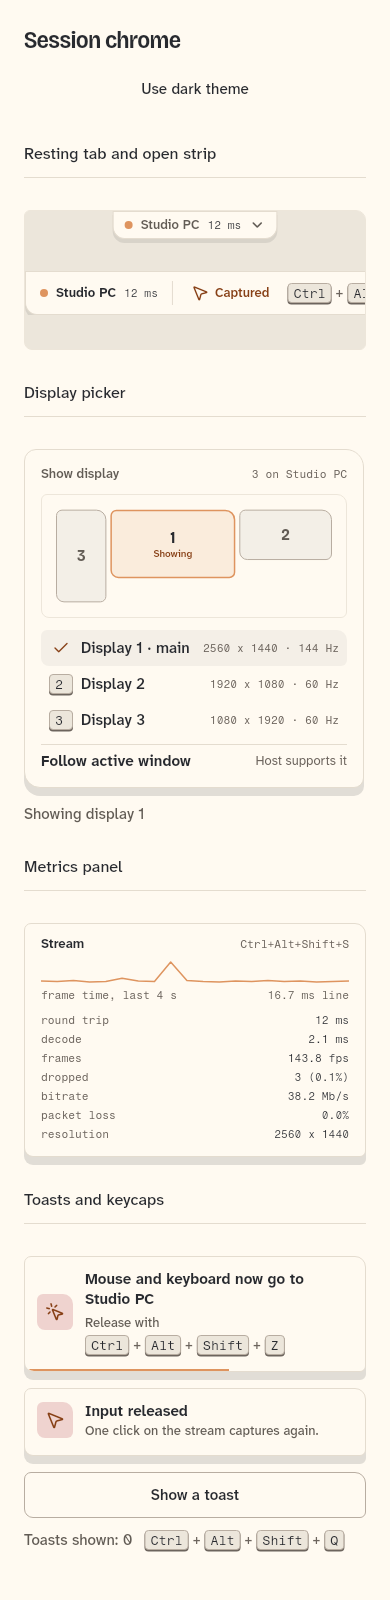 Session chrome
Use dark theme
Resting tab and open strip
Studio PC 12 ms
Studio PC 12 ms Captured Ctrl + Al
Display picker
Show display 3 on Studio PC
3
1
Showing
2
Display 1 · main 2560 x 1440 · 144 Hz
2 Display 2 1920 x 1080 · 60 Hz
3 Display 3 1080 x 1920 · 60 Hz
Follow active window Host supports it
Showing display 1
Metrics panel
Stream Ctrl+Alt+Shift+S
frame time, last 4 s 16.7 ms line
round trip 12 ms
decode 2.1 ms
frames 143.8 fps
dropped 3 (0.1%)
bitrate 38.2 Mb/s
packet loss 0.0%
resolution 2560 x 1440
Toasts and keycaps
Mouse and keyboard now go to
Studio PC
Release with
Ctrl + Alt + Shift + Z
Input released
One click on the stream captures again.
Show a toast
Toasts shown: 0 Ctrl + Alt + Shift + Q